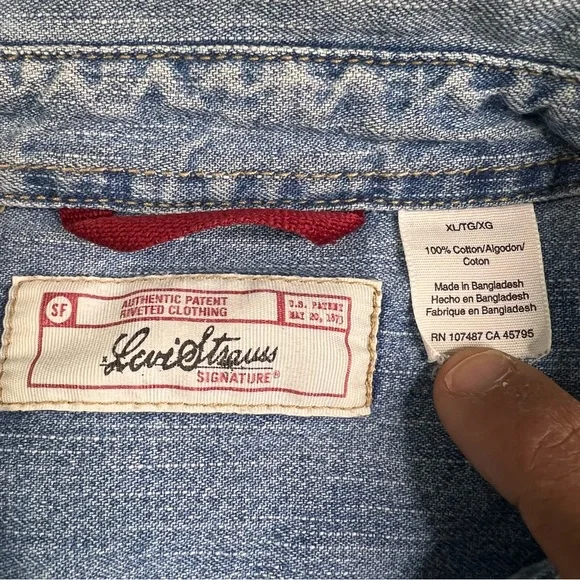 SF
AUTHENTIC PATENT
RIVETED CLOTHING
U.S. PATENT
MAY 20, 1873
x Levi Strauss
SIGNATURE®
XL/TG/XG
100% Cotton/Algodon/
Coton
Made in Bangladesh
Hecho en Bangladesh
Fabrique en Bangladesh
RN 107487 CA 45795